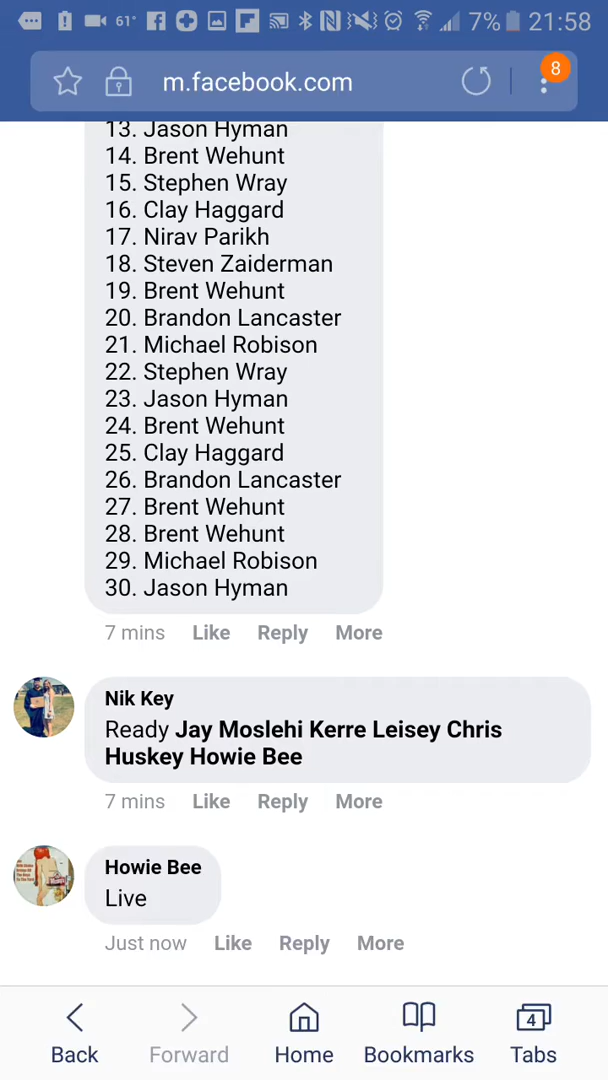 61° 7% 21:58
m.facebook.com
8
13. Jason Hyman
14. Brent Wehunt
15. Stephen Wray
16. Clay Haggard
17. Nirav Parikh
18. Steven Zaiderman
19. Brent Wehunt
20. Brandon Lancaster
21. Michael Robison
22. Stephen Wray
23. Jason Hyman
24. Brent Wehunt
25. Clay Haggard
26. Brandon Lancaster
27. Brent Wehunt
28. Brent Wehunt
29. Michael Robison
30. Jason Hyman
7 mins Like Reply More
Nik Key
Ready Jay Moslehi Kerre Leisey Chris
Huskey Howie Bee
7 mins Like Reply More
Howie Bee
Live
Just now Like Reply More
4
Back Forward Home Bookmarks Tabs